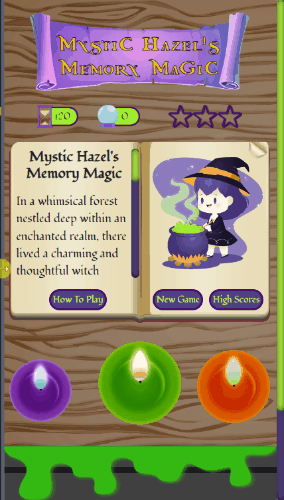 Mystic Hazel's
Memory Magic
120
0
Mystic Hazel's
Memory Magic
In a whimsical forest
nestled deep within an
enchanted realm, there
lived a charming and
thoughtful witch
How To Play
New Game
High Scores